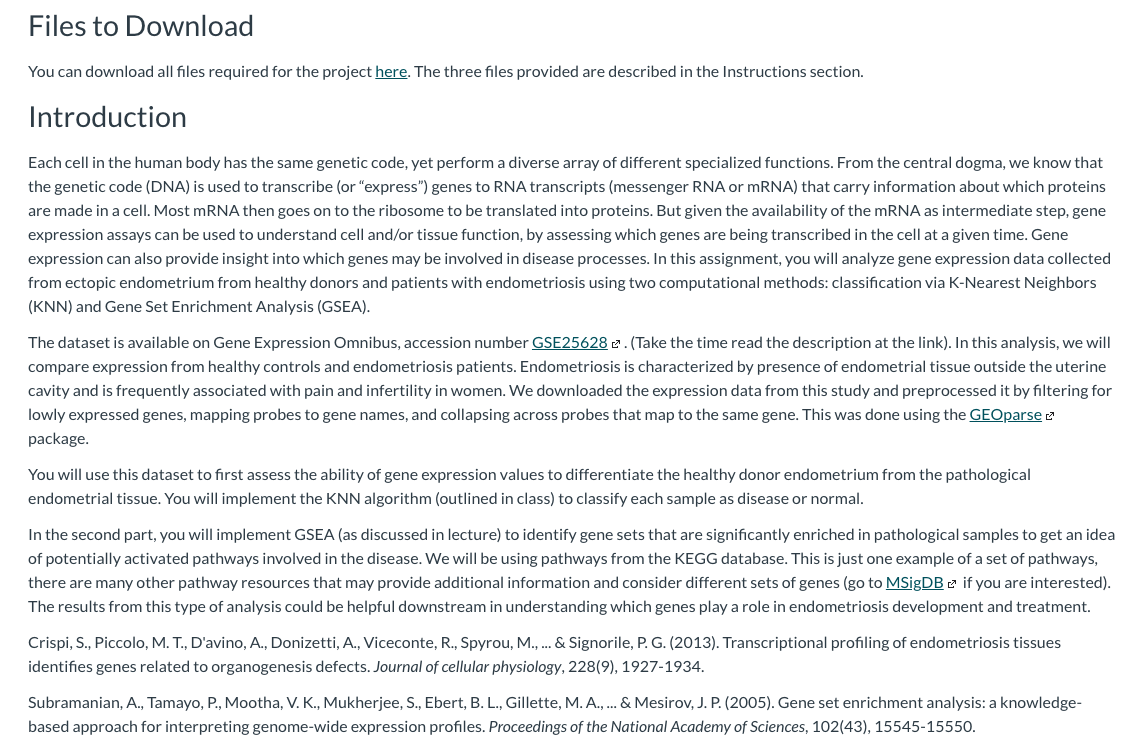 Files to Download
You can download all files required for the project here. The three files provided are described in the Instructions section.
Introduction
Each cell in the human body has the same genetic code, yet perform a diverse array of different specialized functions. From the central dogma, we know that
the genetic code (DNA) is used to transcribe (or “express”) genes to RNA transcripts (messenger RNA or mRNA) that carry information about which proteins
are made in a cell. Most mRNA then goes on to the ribosome to be translated into proteins. But given the availability of the mRNA as intermediate step, gene
expression assays can be used to understand cell and/or tissue function, by assessing which genes are being transcribed in the cell at a given time. Gene
expression can also provide insight into which genes may be involved in disease processes. In this assignment, you will analyze gene expression data collected
from ectopic endometrium from healthy donors and patients with endometriosis using two computational methods: classification via K-Nearest Neighbors
(KNN) and Gene Set Enrichment Analysis (GSEA).
The dataset is available on Gene Expression Omnibus, accession number GSE25628 . (Take the time read the description at the link). In this analysis, we will
compare expression from healthy controls and endometriosis patients. Endometriosis is characterized by presence of endometrial tissue outside the uterine
cavity and is frequently associated with pain and infertility in women. We downloaded the expression data from this study and preprocessed it by filtering for
lowly expressed genes, mapping probes to gene names, and collapsing across probes that map to the same gene. This was done using the GEOparse
package.
You will use this dataset to first assess the ability of gene expression values to differentiate the healthy donor endometrium from the pathological
endometrial tissue. You will implement the KNN algorithm (outlined in class) to classify each sample as disease or normal.
In the second part, you will implement GSEA (as discussed in lecture) to identify gene sets that are significantly enriched in pathological samples to get an idea
of potentially activated pathways involved in the disease. We will be using pathways from the KEGG database. This is just one example of a set of pathways,
there are many other pathway resources that may provide additional information and consider different sets of genes (go to MSigDB if you are interested).
The results from this type of analysis could be helpful downstream in understanding which genes play a role in endometriosis development and treatment.
Crispi, S., Piccolo, M. T., D'avino, A., Donizetti, A., Viceconte, R., Spyrou, M., ... & Signorile, P. G. (2013). Transcriptional profiling of endometriosis tissues
identifies genes related to organogenesis defects. Journal of cellular physiology, 228(9), 1927-1934.
Subramanian, A., Tamayo, P., Mootha, V. K., Mukherjee, S., Ebert, B. L., Gillette, M. A., ... & Mesirov, J. P. (2005). Gene set enrichment analysis: a knowledge-
based approach for interpreting genome-wide expression profiles. Proceedings of the National Academy of Sciences, 102(43), 15545-15550.